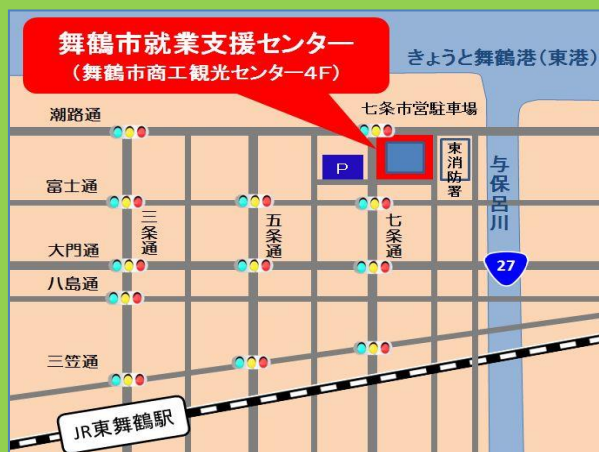 舞鶴市就業支援センター
（舞鶴市商工観光センター4F）
きょうと舞鶴港（東港）
潮路通
七条市営駐車場
P
東消防署
富士通
三条通
五条通
七条通
与保呂川
大門通
27
八島通
三笠通
JR東舞鶴駅